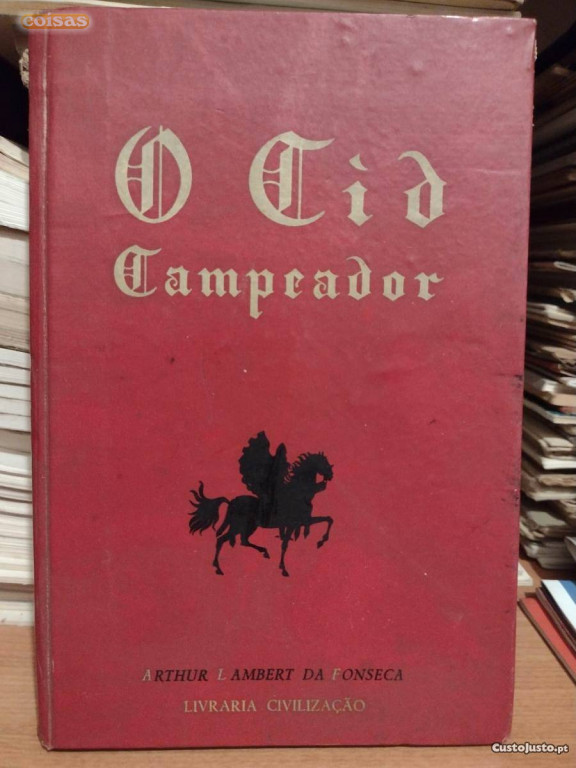 coisas
O Cid
Campeador
ARTHUR LAMBERT DA FONSECA
LIVRARIA CIVILIZAÇÃO
CustoJusto.pt